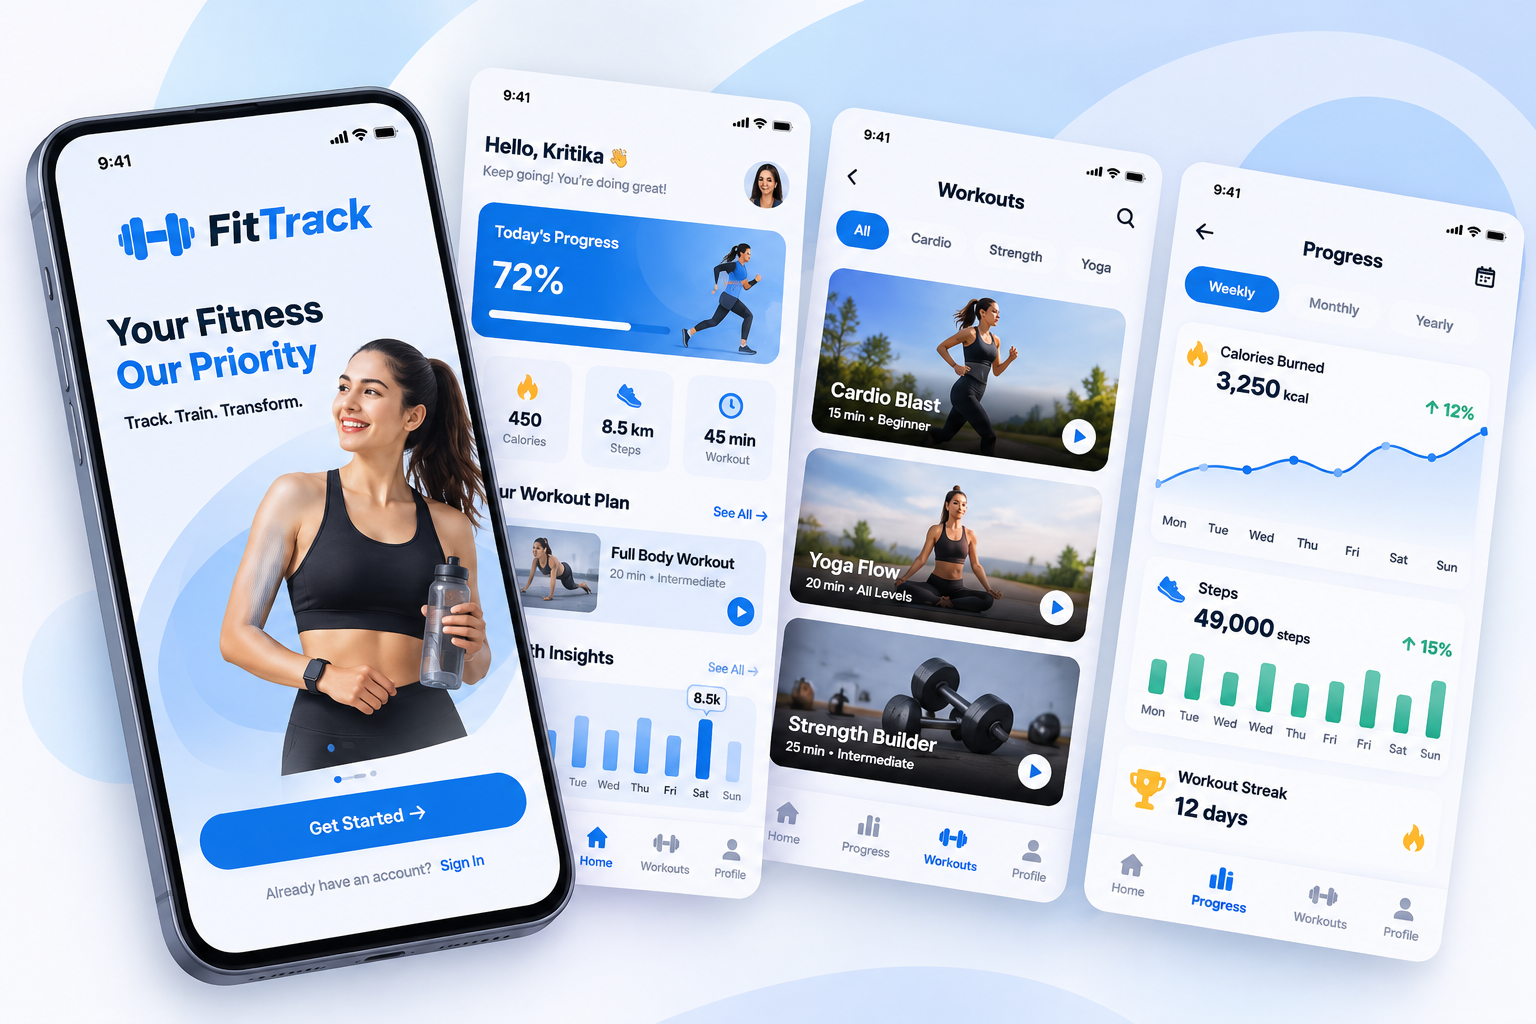 9:41
FitTrack
Your Fitness
Our Priority
Track. Train. Transform.
Get Started →
Already have an account? Sign In
9:41
Hello, Kritika 👋
Keep going! You're doing great!
Today's Progress
72%
450
Calories
8.5 km
Steps
45 min
Workout
ur Workout Plan
See All →
Full Body Workout
20 min • Intermediate
th Insights
See All →
8.5k
Tue Wed Thu Fri Sat Sun
Home Workouts Profile
9:41
Workouts
All Cardio Strength Yoga
Cardio Blast
15 min • Beginner
Yoga Flow
20 min • All Levels
Strength Builder
25 min • Intermediate
Home Progress Workouts Profile
9:41
Progress
Weekly Monthly Yearly
Calories Burned
3,250 kcal
↑ 12%
Mon Tue Wed Thu Fri Sat Sun
Steps
49,000 steps
↑ 15%
Mon Tue Wed Wed Thu Fri Fri Sat Sun
Workout Streak
12 days
Home Progress Workouts Profile